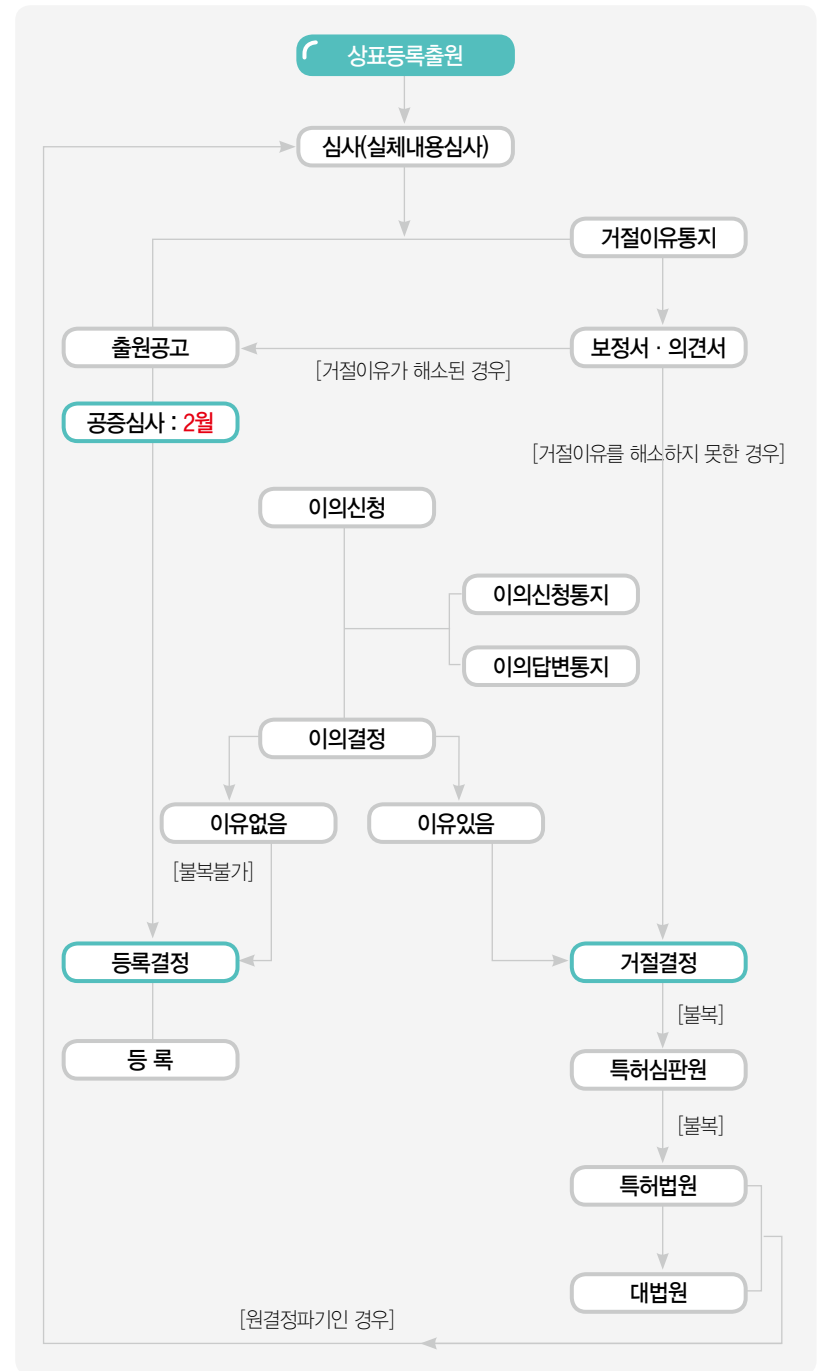 상표등록출원
심사(실체내용심사)
거절이유통지
출원공고
보정서 · 의견서
[거절이유가 해소된 경우]
공증심사 : 2월
[거절이유를 해소하지 못한 경우]
이의신청
이의신청통지
이의답변통지
이의결정
이유없음
이유있음
[불복불가]
등록결정
거절결정
[불복]
등 록
특허심판원
[불복]
특허법원
대법원
[원결정파기인 경우]